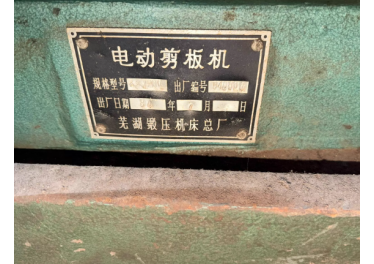 电动剪板机
规格型号 出厂编号
出厂日期 年 月 日
芜湖锻压机床总厂